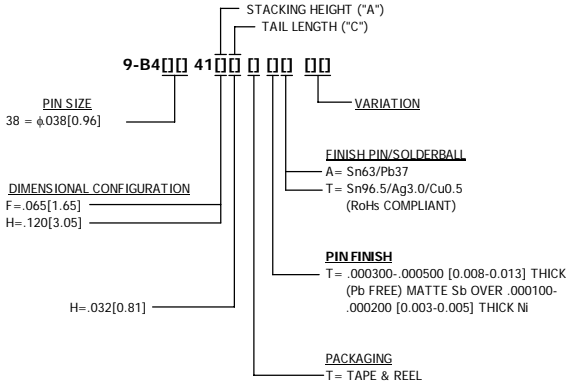 STACKING HEIGHT ("A")
TAIL LENGTH ("C")
9-B4[][] 41[][] [] [][] [][]
PIN SIZE
38 = ϕ.038[0.96]
VARIATION
FINISH PIN/SOLDERBALL
A= Sn63/Pb37
T= Sn96.5/Ag3.0/Cu0.5
(RoHs COMPLIANT)
DIMENSIONAL CONFIGURATION
F=.065[1.65]
H=.120[3.05]
PIN FINISH
T= .000300-.000500 [0.008-0.013] THICK
(Pb FREE) MATTE Sb OVER .000100-
.000200 [0.003-0.005] THICK Ni
H=.032[0.81]
PACKAGING
T= TAPE & REEL